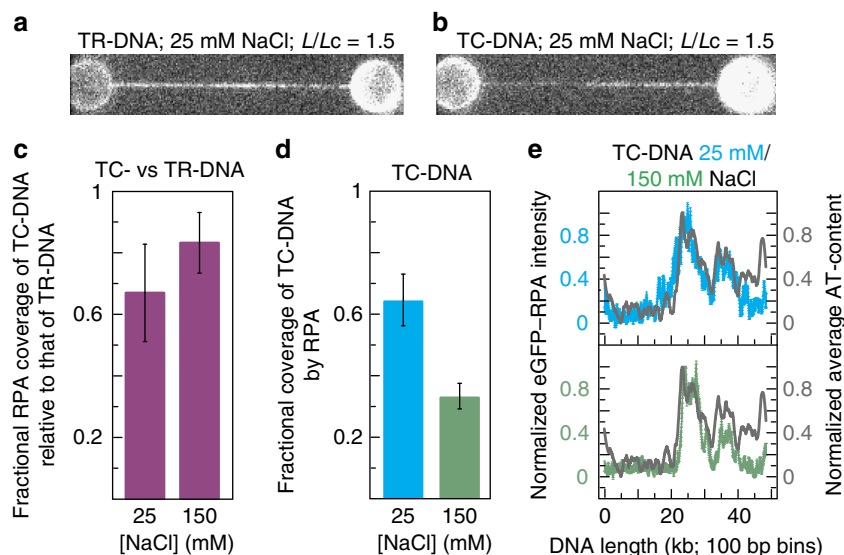 a
TR-DNA; 25 mM NaCl; L/Lc = 1.5
b
TC-DNA; 25 mM NaCl; L/Lc = 1.5
c
TC- vs TR-DNA
Fractional RPA coverage of TC-DNA
relative to that of TR-DNA
1
0.6
0.2
25
150
[NaCl] (mM)
d
TC-DNA
Fractional coverage of TC-DNA
by RPA
1
0.6
0.2
25
150
[NaCl] (mM)
e
TC-DNA 25 mM/
150 mM NaCl
Normalized eGFP–RPA intensity
0.8
0.4
0
0.8
0.4
0
0.8
0.4
0
0.8
0.4
0
Normalized average AT-content
0
20
40
DNA length (kb; 100 bp bins)